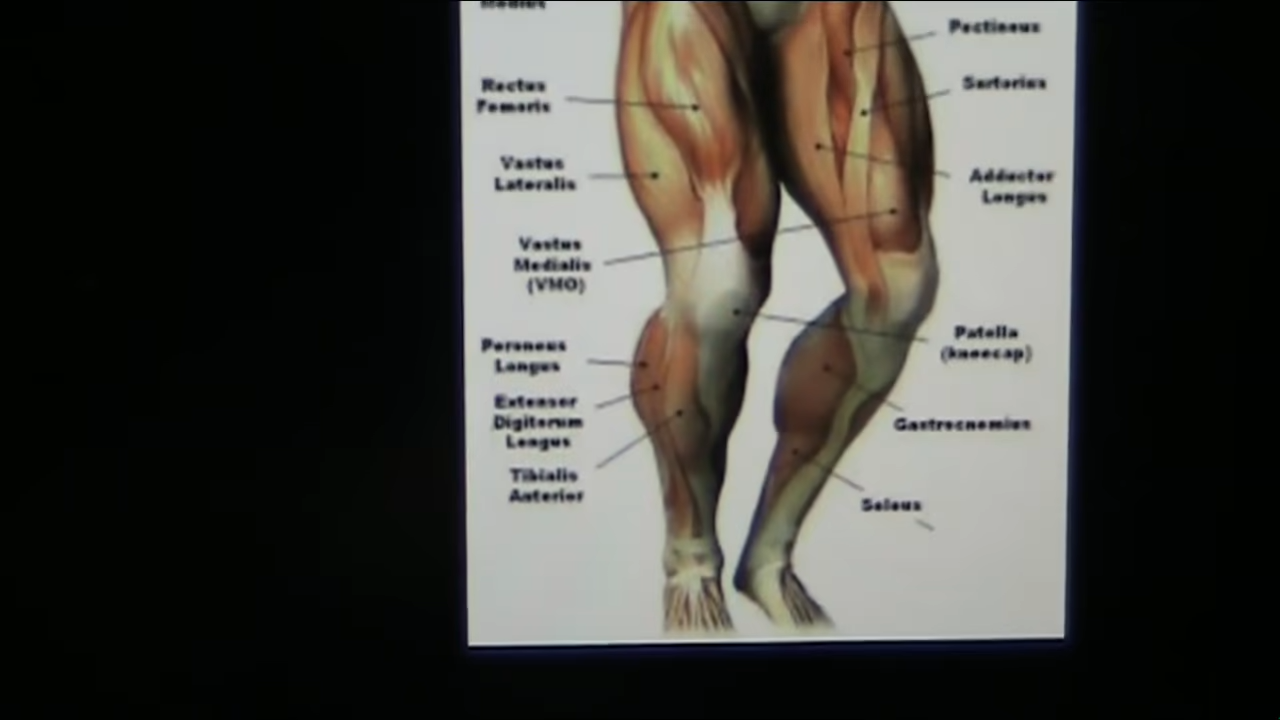 Medius
Rectus
Femoris
Vastus
Lateralis
Vastus
Medialis
(VMO)
Peroneus
Longus
Extensor
Digitorum
Longus
Tibialis
Anterior
Pectineus
Sartorius
Adductor
Longus
Patella
(kneecap)
Gastrocnemius
Soleus